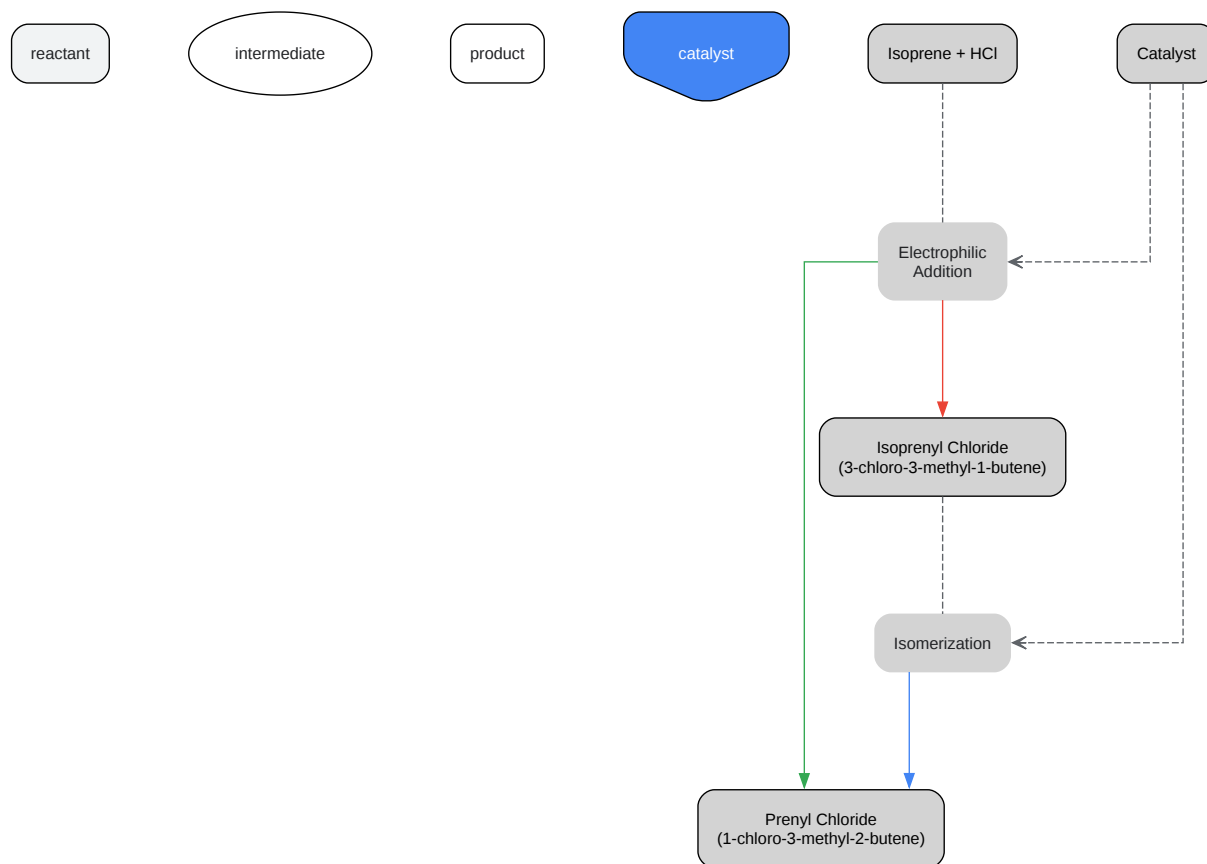 reactant
intermediate
product
catalyst
Isoprene + HCl
Catalyst
Electrophilic
Addition
Isoprenyl Chloride
(3-chloro-3-methyl-1-butene)
Isomerization
Prenyl Chloride
(1-chloro-3-methyl-2-butene)